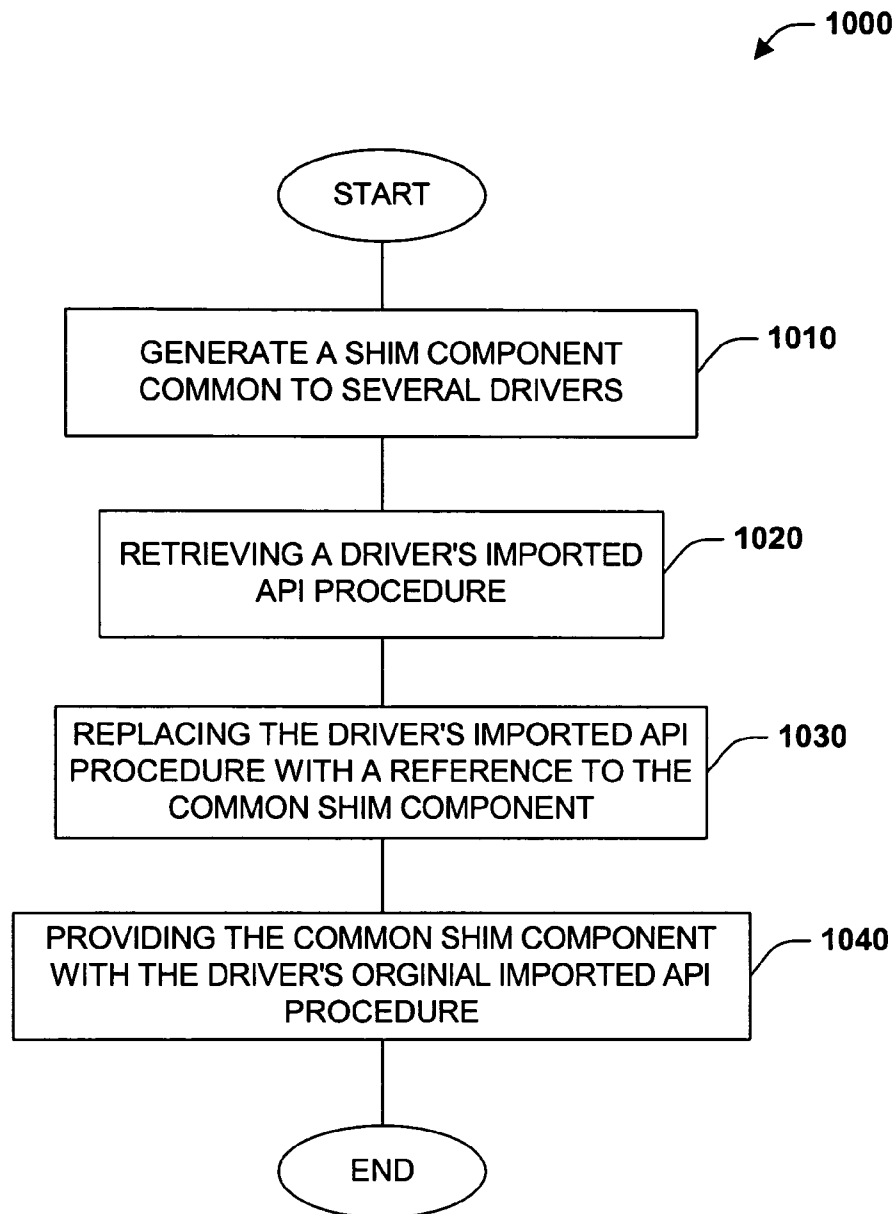 1000
START
GENERATE A SHIM COMPONENT
COMMON TO SEVERAL DRIVERS
1010
RETRIEVING A DRIVER'S IMPORTED
API PROCEDURE
1020
REPLACING THE DRIVER'S IMPORTED API
PROCEDURE WITH A REFERENCE TO THE
COMMON SHIM COMPONENT
1030
PROVIDING THE COMMON SHIM COMPONENT
WITH THE DRIVER'S ORGINIAL IMPORTED API
PROCEDURE
1040
END